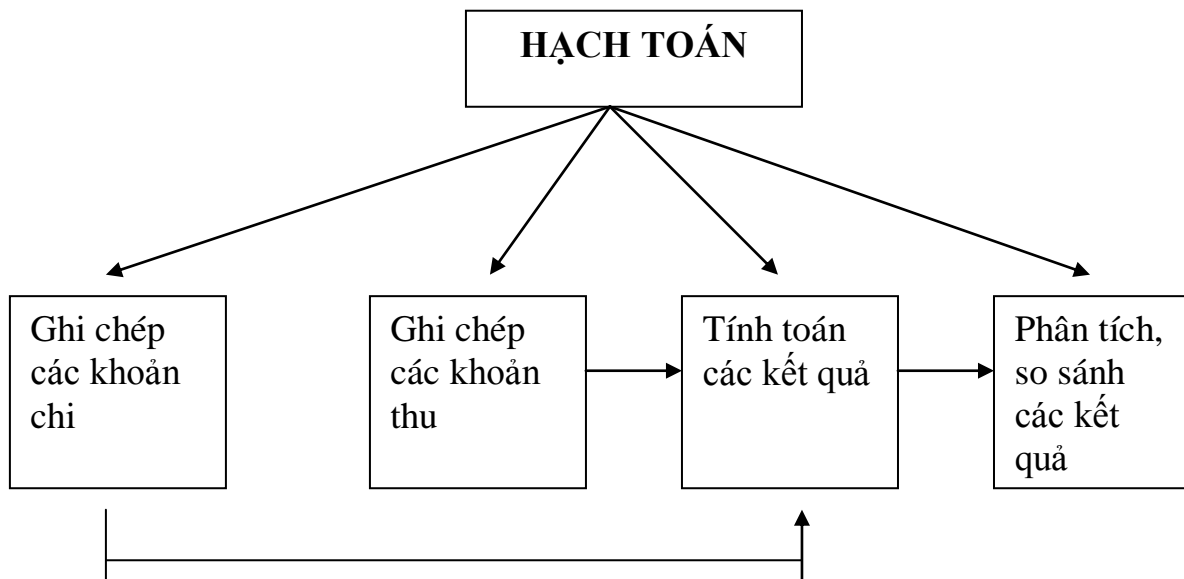 HẠCH TOÁN
Ghi chép
các khoản
chi
Ghi chép
các khoản
thu
Tính toán
các kết quả
Phân tích,
so sánh
các kết
quả